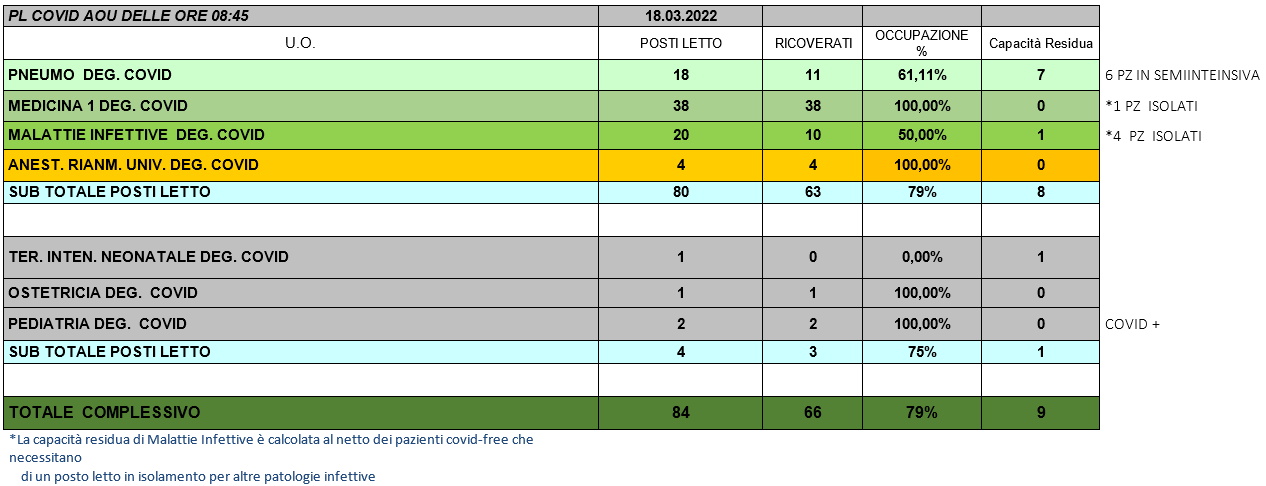 PL COVID AOU DELLE ORE 08:45 18.03.2022
U.O. POSTI LETTO RICOVERATI OCCUPAZIONE % Capacità Residua
PNEUMO DEG. COVID 18 11 61,11% 7 6 PZ IN SEMIINTEINSIVA
MEDICINA 1 DEG. COVID 38 38 100,00% 0 *1 PZ ISOLATI
MALATTIE INFETTIVE DEG. COVID 20 10 50,00% 1 *4 PZ ISOLATI
ANEST. RIANM. UNIV. DEG. COVID 4 4 100,00% 0
SUB TOTALE POSTI LETTO 80 63 79% 8
TER. INTEN. NEONATALE DEG. COVID 1 0 0,00% 1
OSTETRICIA DEG. COVID 1 1 100,00% 0
PEDIATRIA DEG. COVID 2 2 100,00% 0 COVID +
SUB TOTALE POSTI LETTO 4 3 75% 1
TOTALE COMPLESSIVO 84 66 79% 9
*La capacità residua di Malattie Infettive è calcolata al netto dei pazienti covid-free che
necessitano
di un posto letto in isolamento per altre patologie infettive